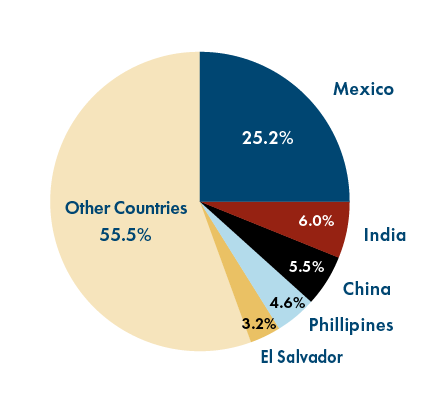 Mexico
25.2%
Other Countries
55.5%
6.0%
India
5.5%
China
4.6%
Phillipines
3.2%
El Salvador